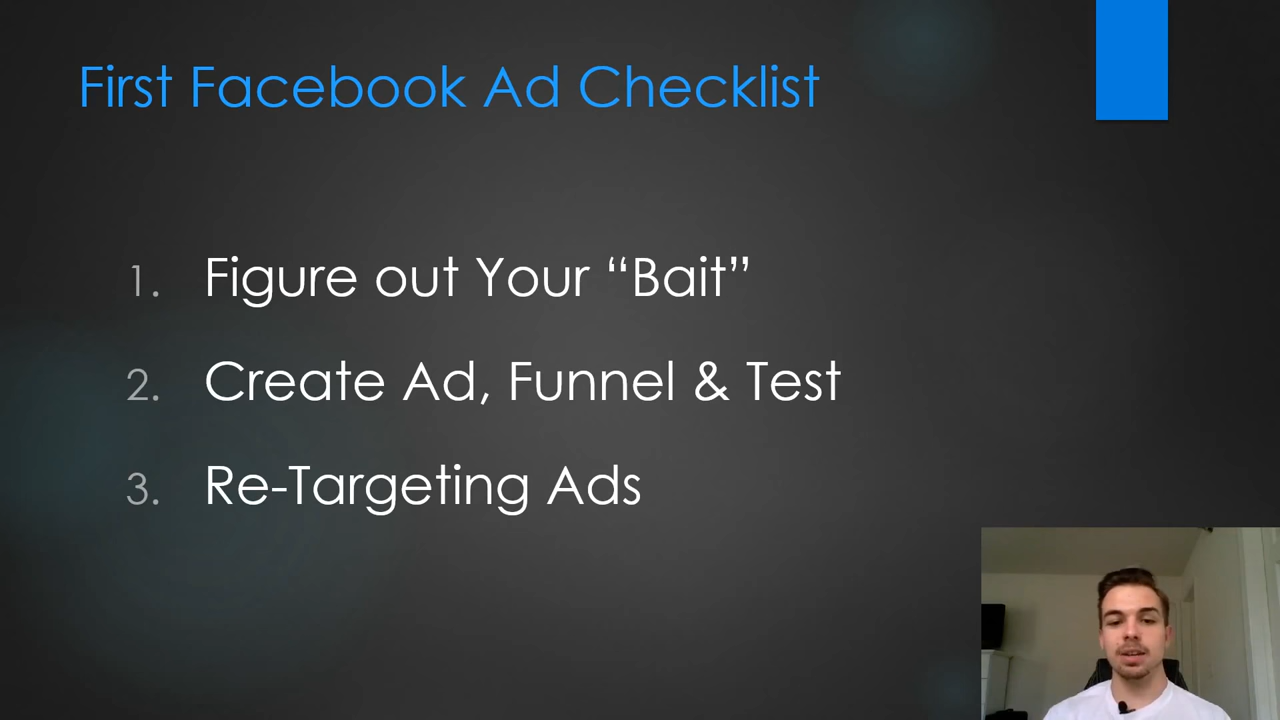 First Facebook Ad Checklist
1. Figure out Your “Bait”
2. Create Ad, Funnel & Test
3. Re-Targeting Ads